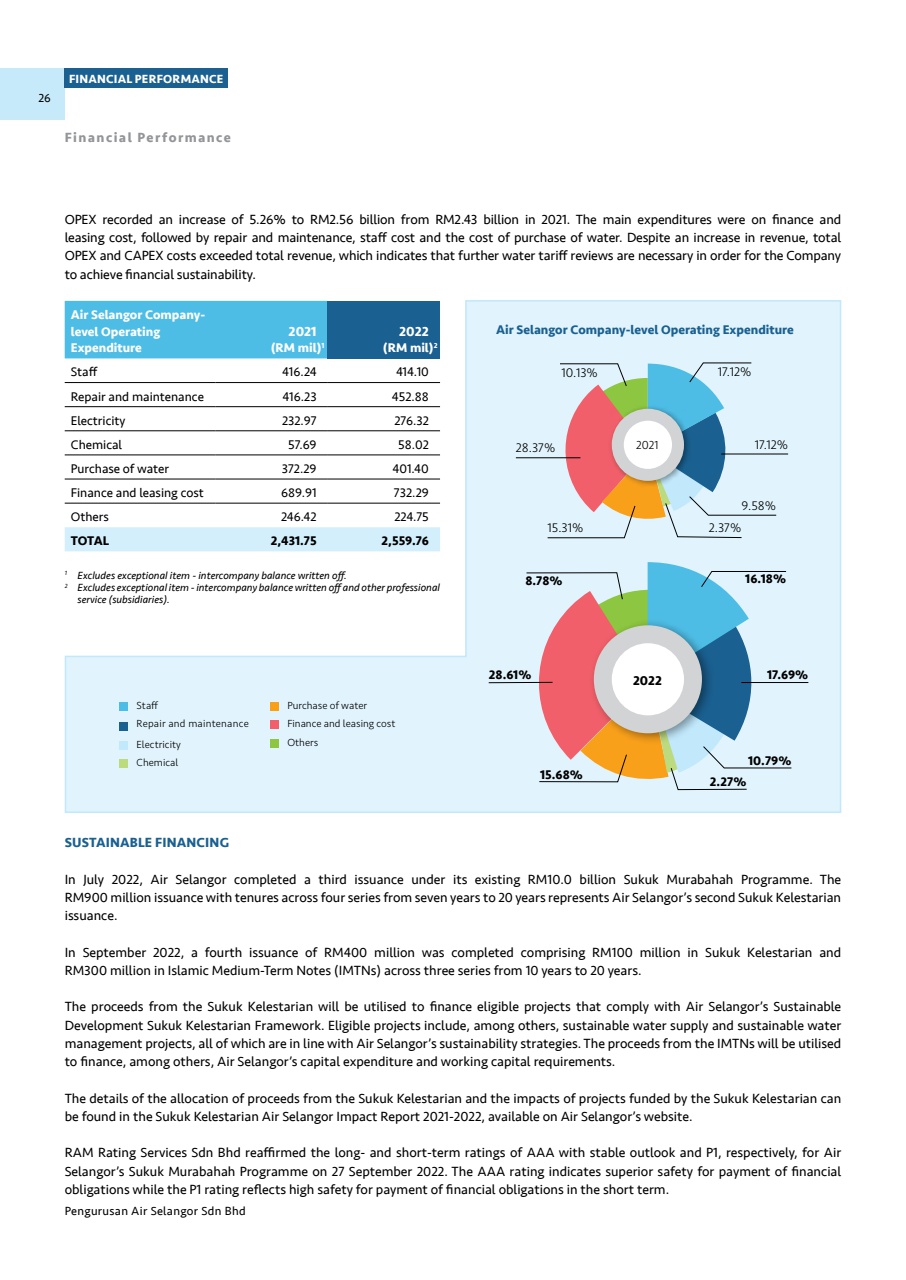 FINANCIAL PERFORMANCE
26
Financial Performance
OPEX recorded an increase of 5.26% to RM2.56 billion from RM2.43 billion in 2021. The main expenditures were on finance and
leasing cost, followed by repair and maintenance, staff cost and the cost of purchase of water. Despite an increase in revenue, total
OPEX and CAPEX costs exceeded total revenue, which indicates that further water tariff reviews are necessary in order for the Company
to achieve financial sustainability.
Air Selangor Company-
level Operating 2021 2022
Expenditure (RM mil)¹ (RM mil)²
Staff 416.24 414.10
Repair and maintenance 416.23 452.88
Electricity 232.97 276.32
Chemical 57.69 58.02
Purchase of water 372.29 401.40
Finance and leasing cost 689.91 732.29
Others 246.42 224.75
TOTAL 2,431.75 2,559.76
¹ Excludes exceptional item - intercompany balance written off.
² Excludes exceptional item - intercompany balance written off and other professional
service (subsidiaries).
Air Selangor Company-level Operating Expenditure
10.13% 17.12%
28.37% 2021 17.12%
9.58%
15.31% 2.37%
8.78% 16.18%
28.61% 2022 17.69%
10.79%
15.68% 2.27%
Staff Purchase of water
Repair and maintenance Finance and leasing cost
Electricity Others
Chemical
SUSTAINABLE FINANCING
In July 2022, Air Selangor completed a third issuance under its existing RM10.0 billion Sukuk Murabahah Programme. The
RM900 million issuance with tenures across four series from seven years to 20 years represents Air Selangor's second Sukuk Kelestarian
issuance.
In September 2022, a fourth issuance of RM400 million was completed comprising RM100 million in Sukuk Kelestarian and
RM300 million in Islamic Medium-Term Notes (IMTNs) across three series from 10 years to 20 years.
The proceeds from the Sukuk Kelestarian will be utilised to finance eligible projects that comply with Air Selangor's Sustainable
Development Sukuk Kelestarian Framework. Eligible projects include, among others, sustainable water supply and sustainable water
management projects, all of which are in line with Air Selangor's sustainability strategies. The proceeds from the IMTNs will be utilised
to finance, among others, Air Selangor's capital expenditure and working capital requirements.
The details of the allocation of proceeds from the Sukuk Kelestarian and the impacts of projects funded by the Sukuk Kelestarian can
be found in the Sukuk Kelestarian Air Selangor Impact Report 2021-2022, available on Air Selangor's website.
RAM Rating Services Sdn Bhd reaffirmed the long- and short-term ratings of AAA with stable outlook and P1, respectively, for Air
Selangor's Sukuk Murabahah Programme on 27 September 2022. The AAA rating indicates superior safety for payment of financial
obligations while the P1 rating reflects high safety for payment of financial obligations in the short term.
Pengurusan Air Selangor Sdn Bhd